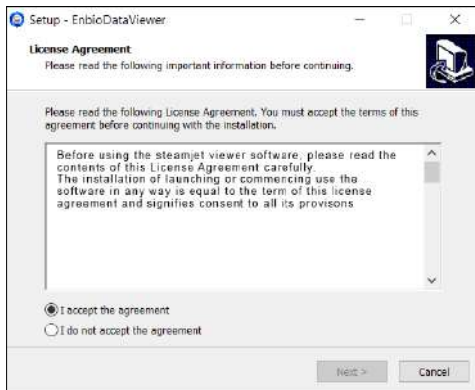 Setup - EnbioDataViewer
License Agreement
Please read the following important information before continuing.
Please read the following License Agreement. You must accept the terms of this
agreement before continuing with the installation.
Before using the steamjet viewer software, please read the
contents of this License Agreement carefully.
The installation of launching or commencing use the
software in any way is equal to the term of this license
agreement and signifies consent to all its provisons
I accept the agreement
I do not accept the agreement
Next >
Cancel